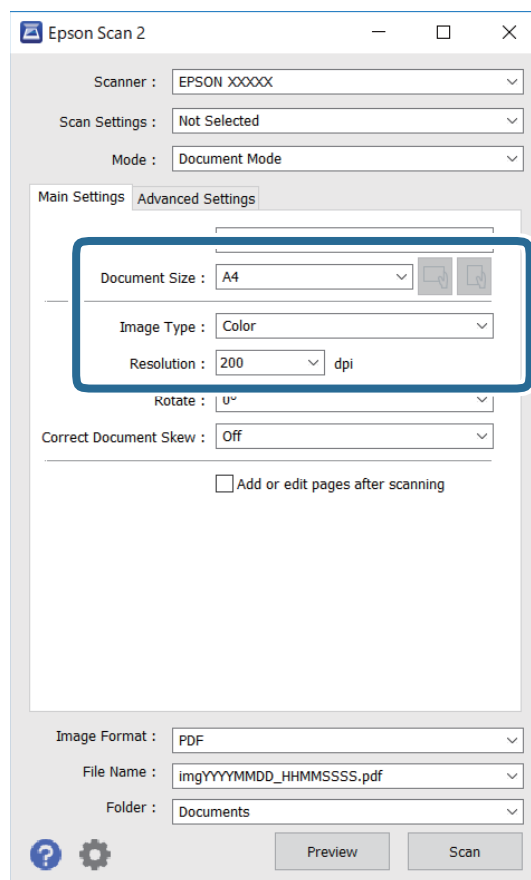 Epson Scan 2
Scanner : EPSON XXXXX
Scan Settings : Not Selected
Mode : Document Mode
Main Settings Advanced Settings
Document Size : A4
Image Type : Color
Resolution : 200 dpi
Rotate : 0°
Correct Document Skew : Off
Add or edit pages after scanning
Image Format : PDF
File Name : imgYYYYMMDD_HHMMSSSS.pdf
Folder : Documents
? Preview Scan